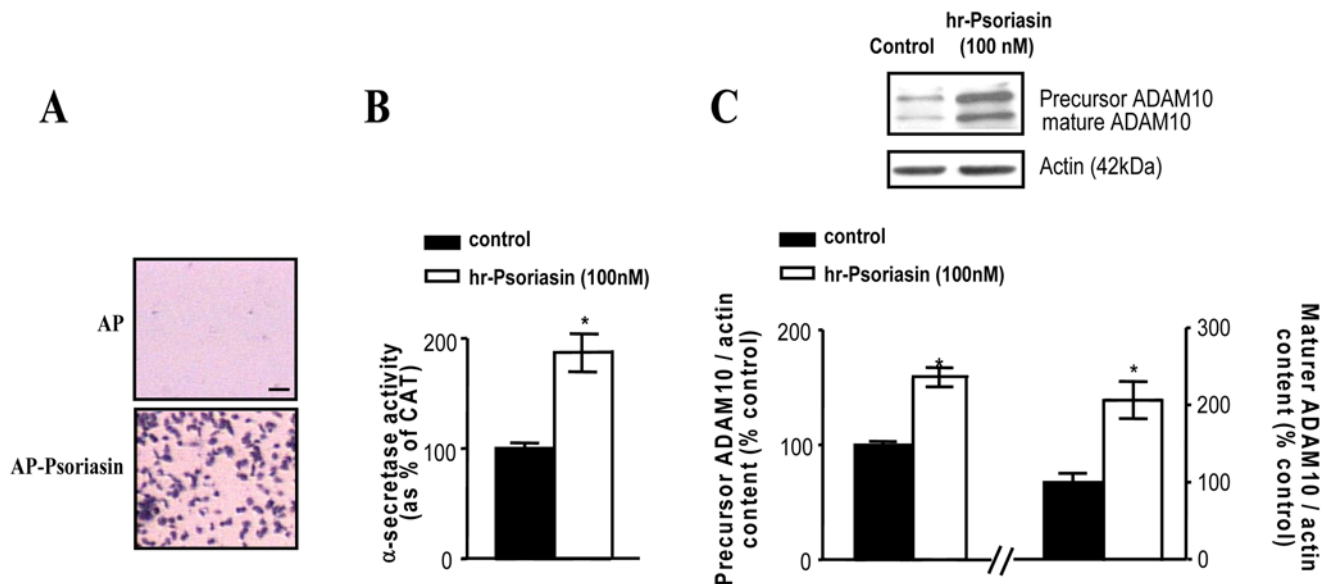 A
AP
AP-Psoriasin
B
control
hr-Psoriasin (100nM)
α-secretase activity
(as % of CAT)
200
100
0
*
C
Control
hr-Psoriasin
(100 nM)
Precursor ADAM10
mature ADAM10
Actin (42kDa)
control
hr-Psoriasin (100nM)
Precursor ADAM10 / actin
content (% control)
200
100
0
*
*
300
200
100
0
Maturer ADAM10 / actin
content (% control)